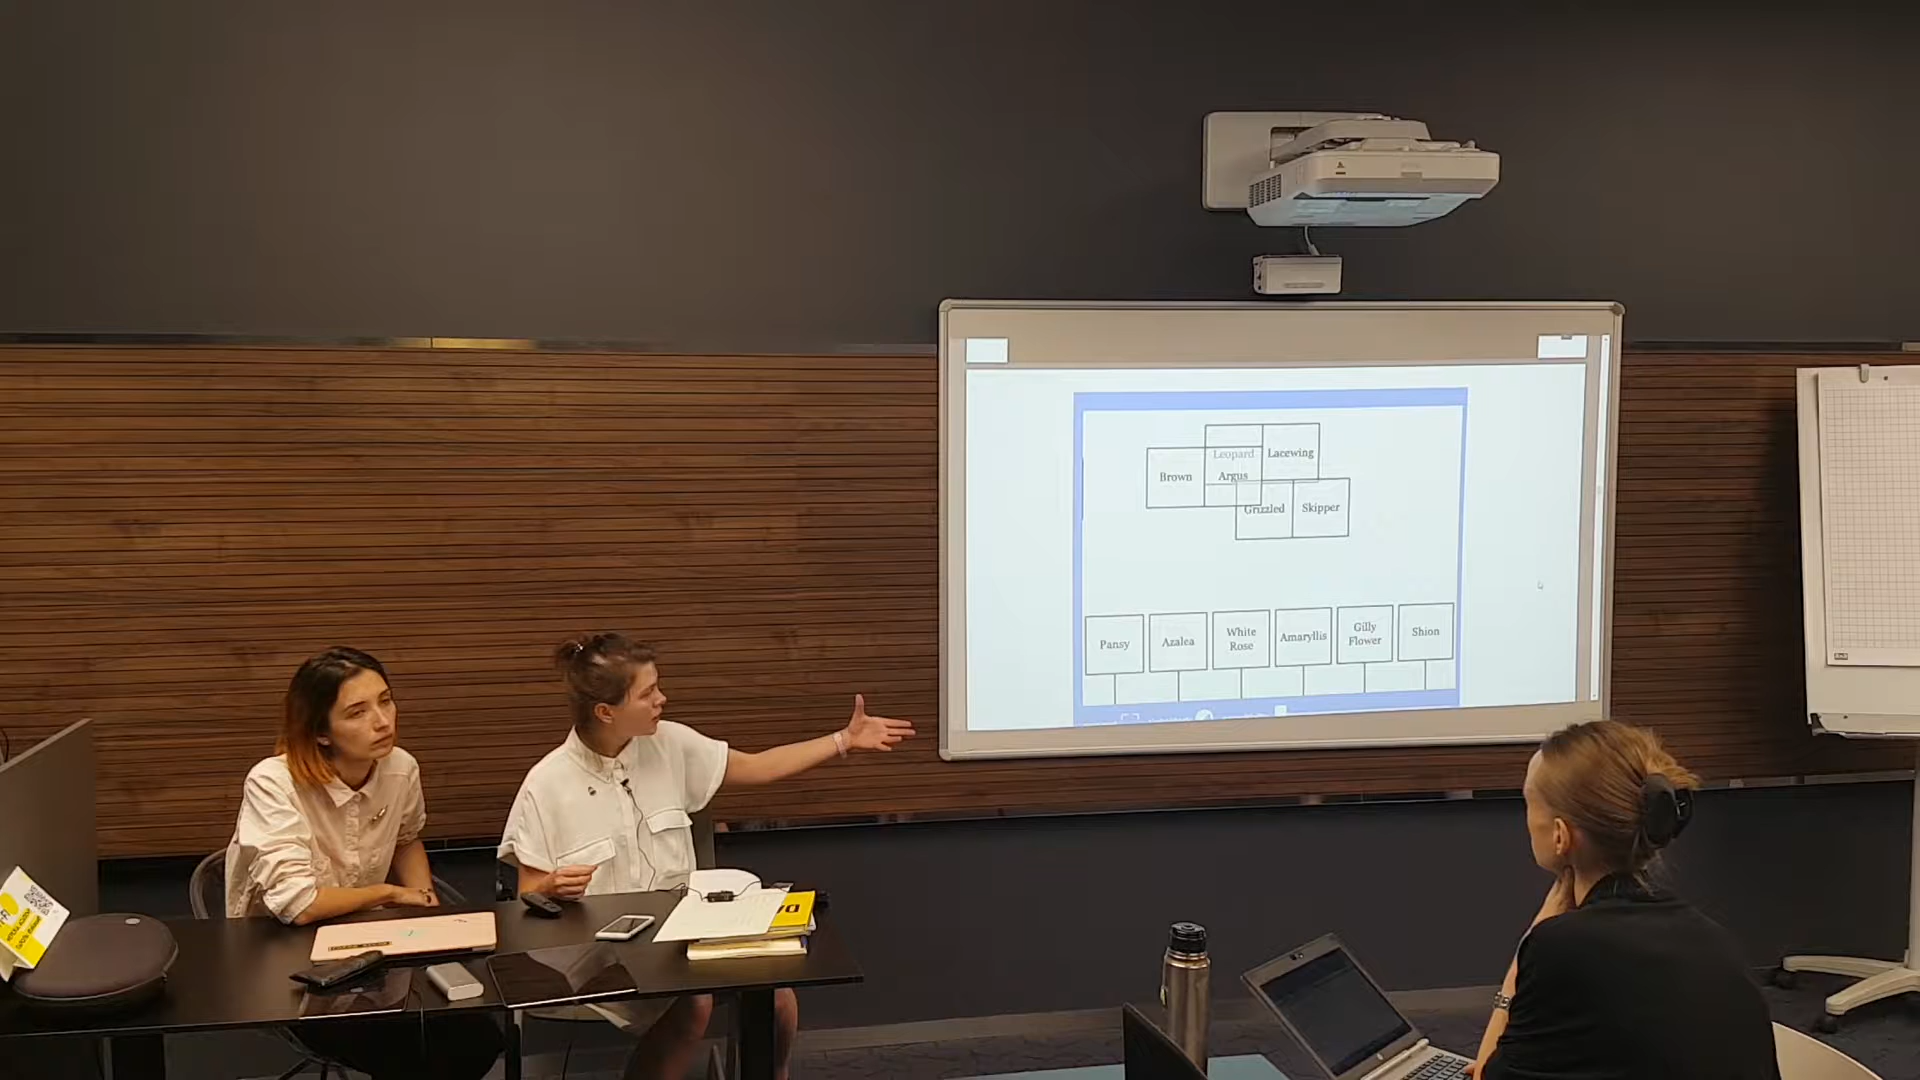 Leopard
Lacewing
Brown
Argus
Grizzled
Skipper
Pansy
Azalea
White
Rose
Amaryllis
Gilly
Flower
Shion